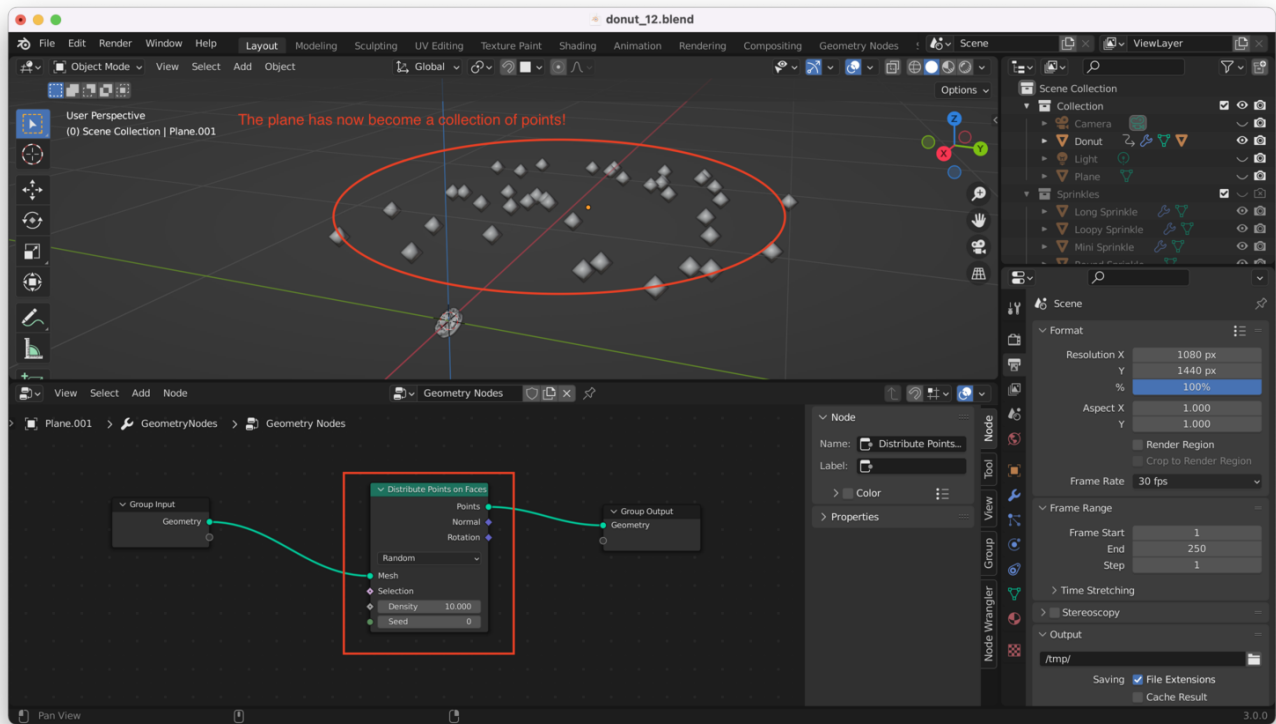 donut_12.blend
File Edit Render Window Help Layout Modeling Sculpting UV Editing Texture Paint Shading Animation Rendering Compositing Geometry Nodes Scene ViewLayer
Object Mode View Select Add Object Global
Options
User Perspective
(0) Scene Collection | Plane.001
The plane has now become a collection of points!
Z
Y
X
Scene Collection
Collection
Camera
Donut
Light
Plane
Sprinkles
Long Sprinkle
Loopy Sprinkle
Mini Sprinkle
Round Sprinkle
View Select Add Node Geometry Nodes
Plane.001 > GeometryNodes > Geometry Nodes
Group Input
Geometry
Distribute Points on Faces
Points
Normal
Rotation
Random
Mesh
Selection
Density 10.000
Seed 0
Group Output
Geometry
Node
Name: Distribute Points...
Label:
Color
Properties
Node
Tool
View
Group
Node Wrangler
Scene
Format
Resolution X 1080 px
Y 1440 px
% 100%
Aspect X 1.000
Y 1.000
Render Region
Crop to Render Region
Frame Rate 30 fps
Frame Range
Frame Start 1
End 250
Step 1
Time Stretching
Stereoscopy
Output
/tmp/
Saving File Extensions
Cache Result
Pan View
3.0.0